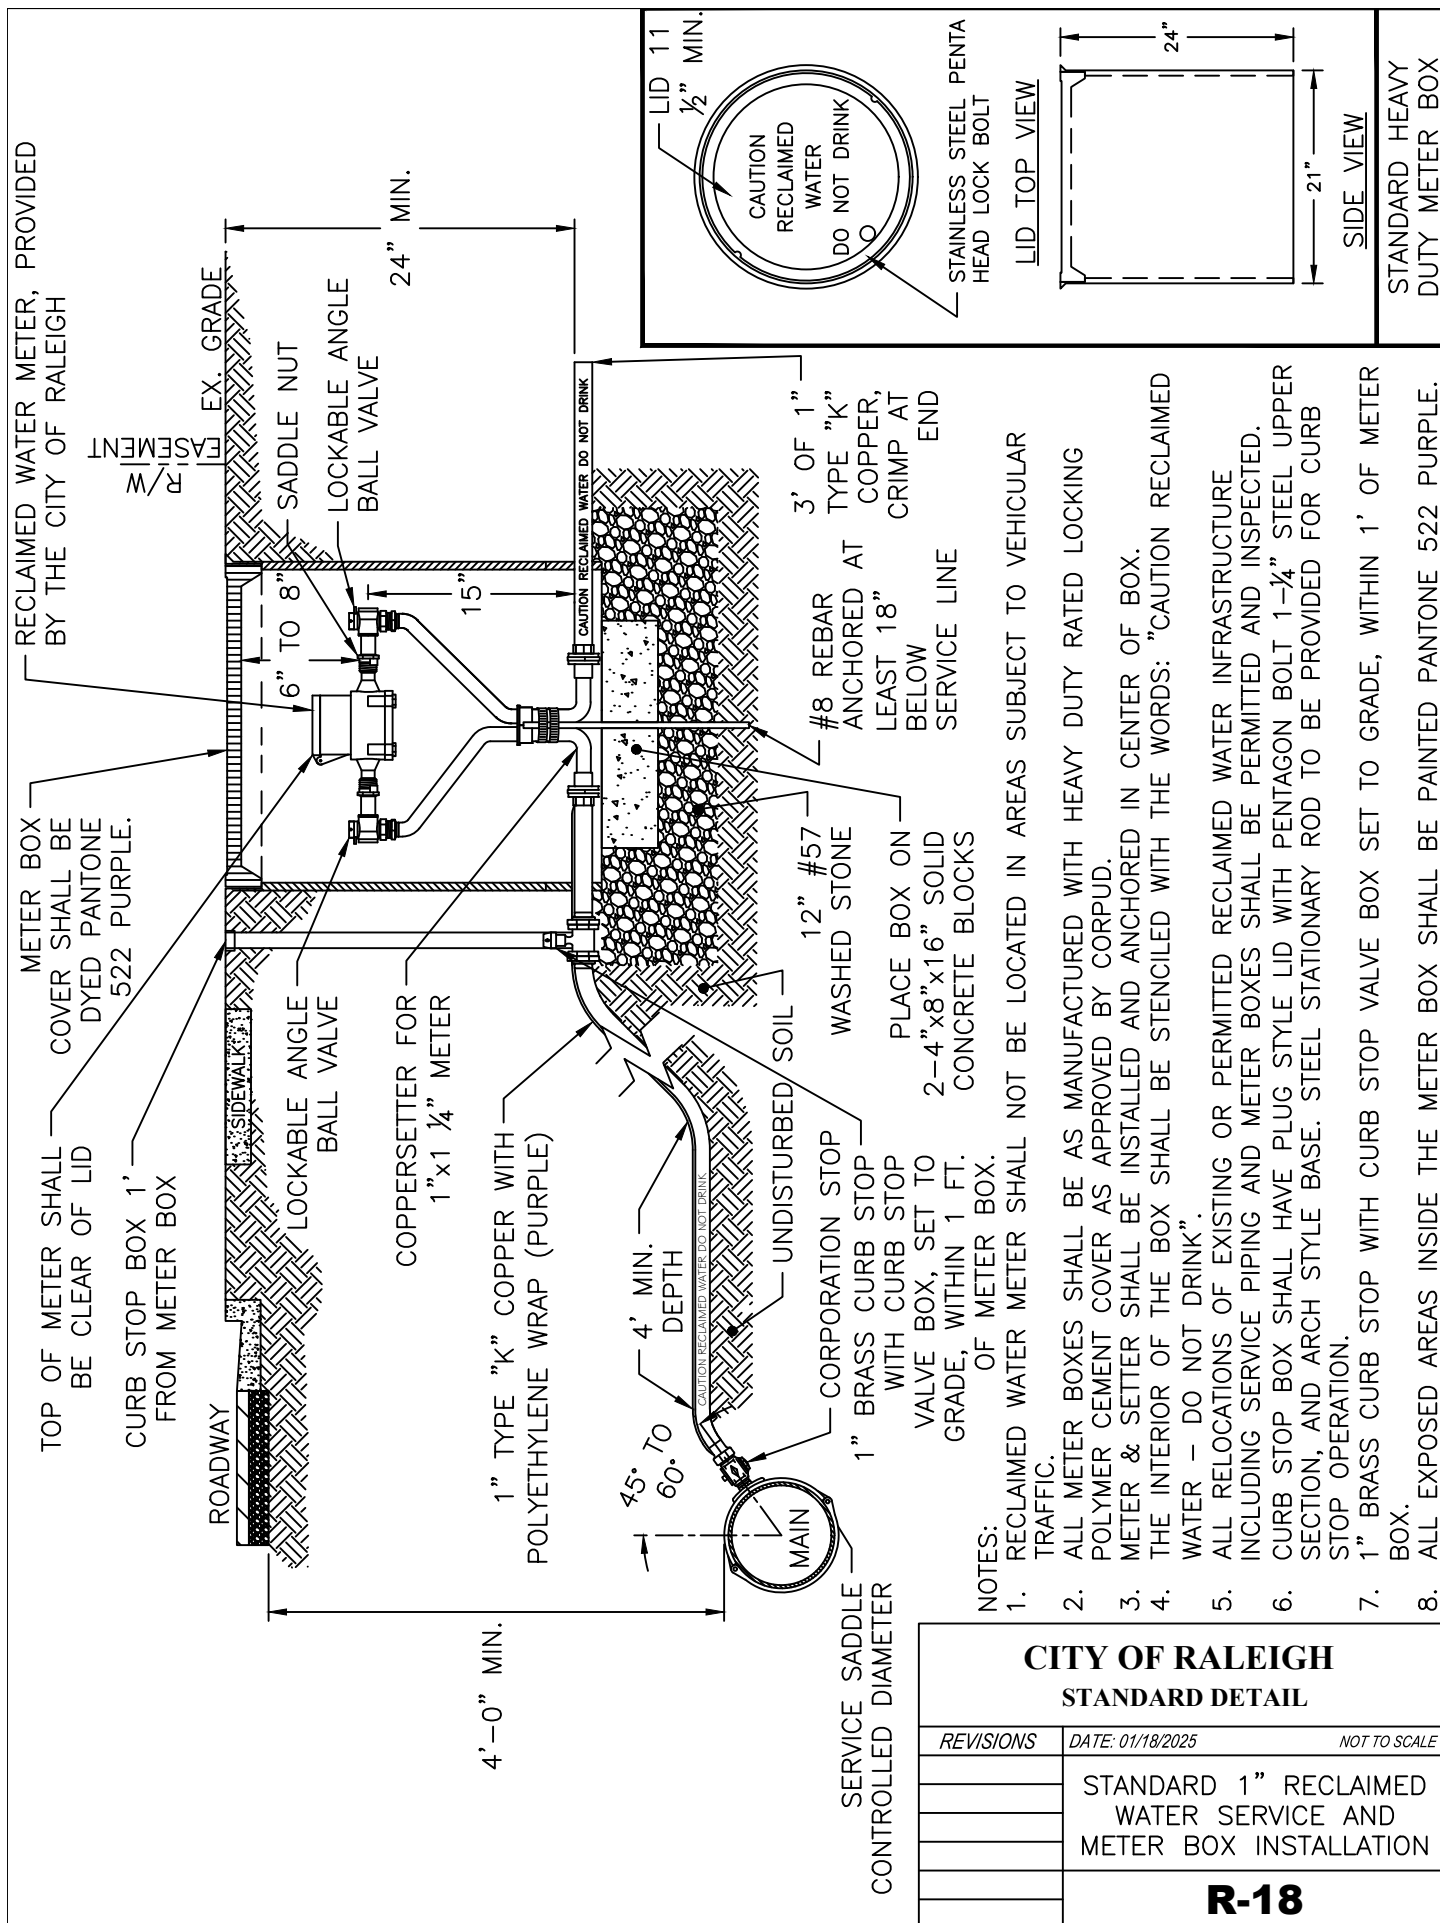 RECLAIMED WATER METER, PROVIDED
BY THE CITY OF RALEIGH
METER BOX
COVER SHALL BE
DYED PANTONE
522 PURPLE.
TOP OF METER SHALL
BE CLEAR OF LID
CURB STOP BOX 1'
FROM METER BOX
ROADWAY
SIDEWALK
R/W
EASEMENT
EX. GRADE
6" TO 8"
SADDLE NUT
LOCKABLE ANGLE
BALL VALVE
24" MIN.
15"
LOCKABLE ANGLE
BALL VALVE
COPPERSETTER FOR
1"x1 ¼" METER
1" TYPE "K" COPPER WITH
POLYETHYLENE WRAP (PURPLE)
4'-0" MIN.
45° TO
60°
4' MIN.
DEPTH
CAUTION RECLAIMED WATER DO NOT DRINK
CAUTION RECLAIMED WATER DO NOT DRINK
MAIN
SERVICE SADDLE
CONTROLLED DIAMETER
CORPORATION STOP
1" BRASS CURB STOP
WITH CURB STOP
VALVE BOX, SET TO
GRADE, WITHIN 1 FT.
OF METER BOX.
UNDISTURBED SOIL
12" #57
WASHED STONE
PLACE BOX ON
2-4"x8"x16" SOLID
CONCRETE BLOCKS
#8 REBAR
ANCHORED AT
LEAST 18"
BELOW
SERVICE LINE
3' OF 1"
TYPE "K"
COPPER,
CRIMP AT
END
LID 11
½" MIN.
CAUTION
RECLAIMED
WATER
DO NOT DRINK
STAINLESS STEEL PENTA
HEAD LOCK BOLT
LID TOP VIEW
24"
21"
SIDE VIEW
STANDARD HEAVY
DUTY METER BOX
NOTES:
1. RECLAIMED WATER METER SHALL NOT BE LOCATED IN AREAS SUBJECT TO VEHICULAR
TRAFFIC.
2. ALL METER BOXES SHALL BE AS MANUFACTURED WITH HEAVY DUTY RATED LOCKING
POLYMER CEMENT COVER AS APPROVED BY CORPUD.
3. METER & SETTER SHALL BE INSTALLED AND ANCHORED IN CENTER OF BOX.
4. THE INTERIOR OF THE BOX SHALL BE STENCILED WITH THE WORDS: "CAUTION RECLAIMED
WATER - DO NOT DRINK".
5. ALL RELOCATIONS OF EXISTING OR PERMITTED RECLAIMED WATER INFRASTRUCTURE
INCLUDING SERVICE PIPING AND METER BOXES SHALL BE PERMITTED AND INSPECTED.
6. CURB STOP BOX SHALL HAVE PLUG STYLE LID WITH PENTAGON BOLT 1-¼" STEEL UPPER
SECTION, AND ARCH STYLE BASE. STEEL STATIONARY ROD TO BE PROVIDED FOR CURB
STOP OPERATION.
7. 1" BRASS CURB STOP WITH CURB STOP VALVE BOX SET TO GRADE, WITHIN 1' OF METER
BOX.
8. ALL EXPOSED AREAS INSIDE THE METER BOX SHALL BE PAINTED PANTONE 522 PURPLE.
CITY OF RALEIGH
STANDARD DETAIL
REVISIONS
DATE: 01/18/2025
NOT TO SCALE
STANDARD 1" RECLAIMED
WATER SERVICE AND
METER BOX INSTALLATION
R-18